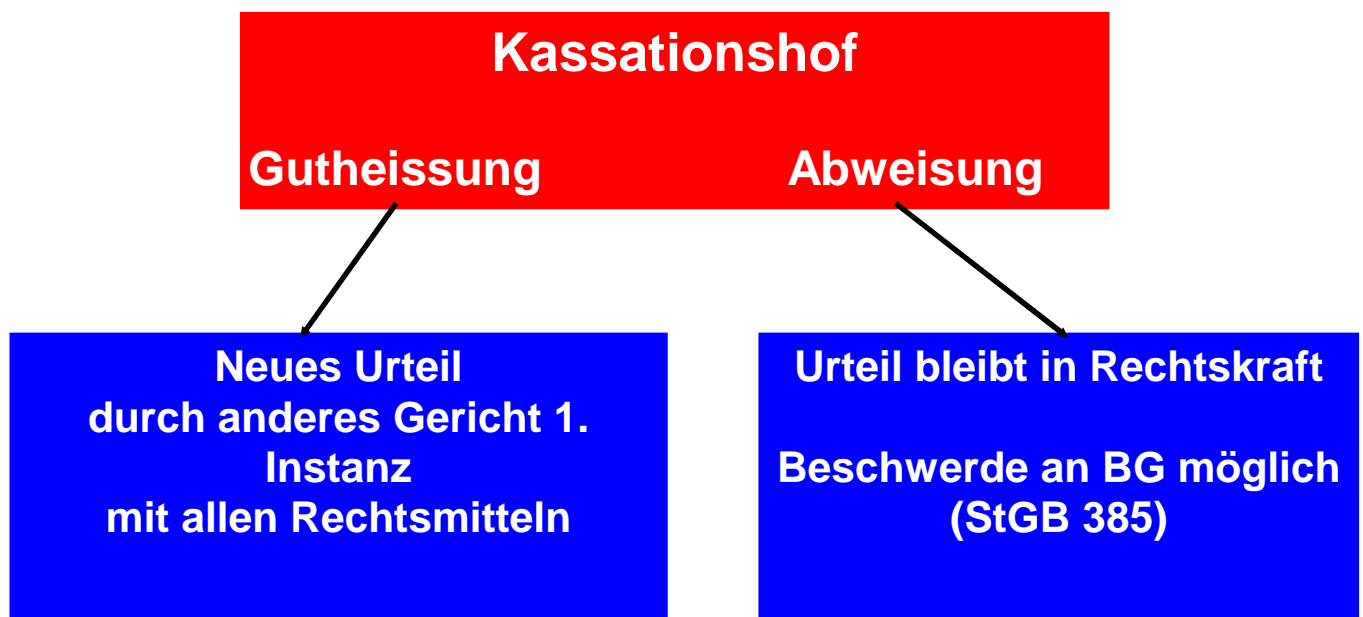 Kassationshof
Gutheissung Abweisung
Neues Urteil
durch anderes Gericht 1.
Instanz
mit allen Rechtsmitteln
Urteil bleibt in Rechtskraft
Beschwerde an BG möglich
(StGB 385)